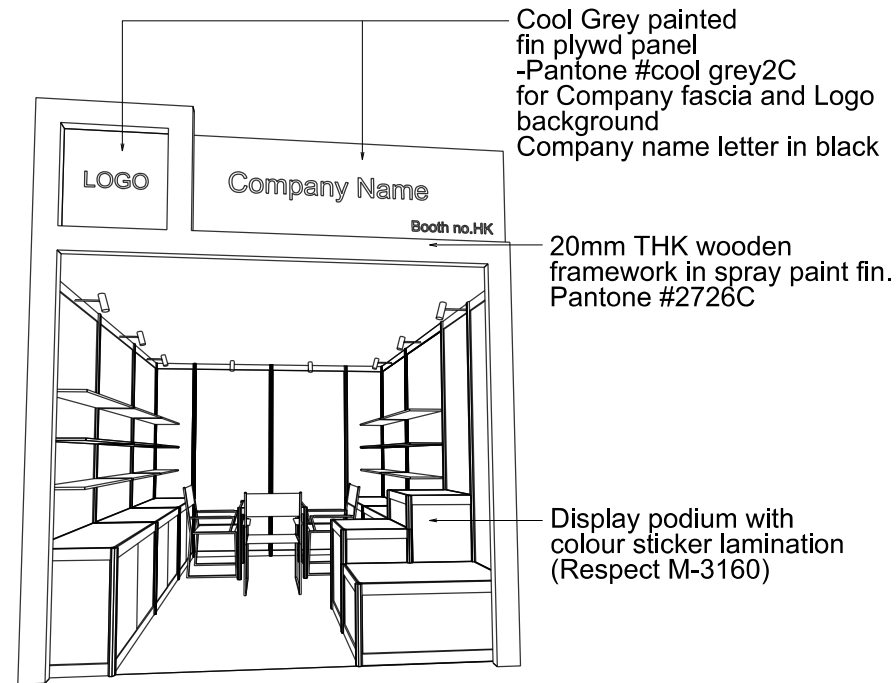 Cool Grey painted
fin plywd panel
-Pantone #cool grey2C
for Company fascia and Logo
background
Company name letter in black
LOGO
Company Name
Booth no.HK
20mm THK wooden
framework in spray paint fin.
Pantone #2726C
Display podium with
colour sticker lamination
(Respect M-3160)